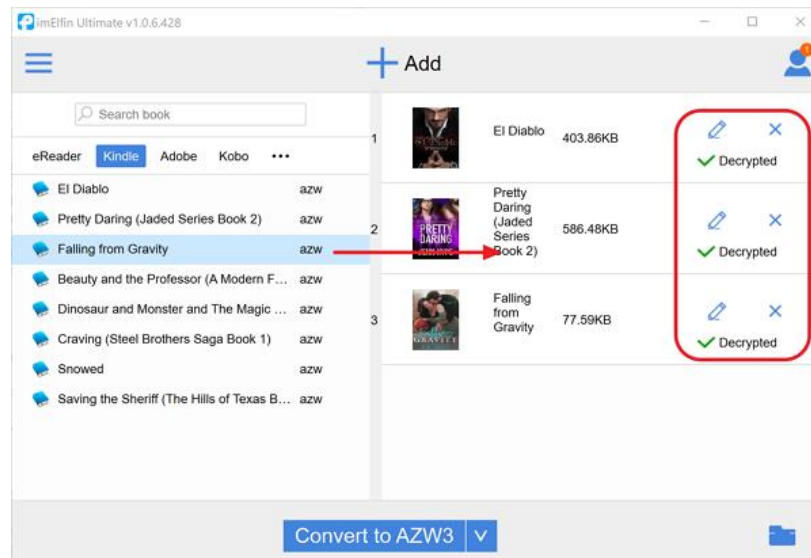 imElfin Ultimate v1.0.6.428
Add
1
Search book
eReader Kindle Adobe Kobo •••
El Diablo azw
Pretty Daring (Jaded Series Book 2) azw
Falling from Gravity azw
Beauty and the Professor (A Modern F... azw
Dinosaur and Monster and The Magic ... azw
Craving (Steel Brothers Saga Book 1) azw
Snowed azw
Saving the Sheriff (The Hills of Texas B... azw
1
El Diablo
403.86KB
Decrypted
2
PRETTY
DARING
Pretty
Daring
(Jaded
Series
Book 2)
586.48KB
Decrypted
3
GRAVITY
Falling
from
Gravity
77.59KB
Decrypted
Convert to AZW3